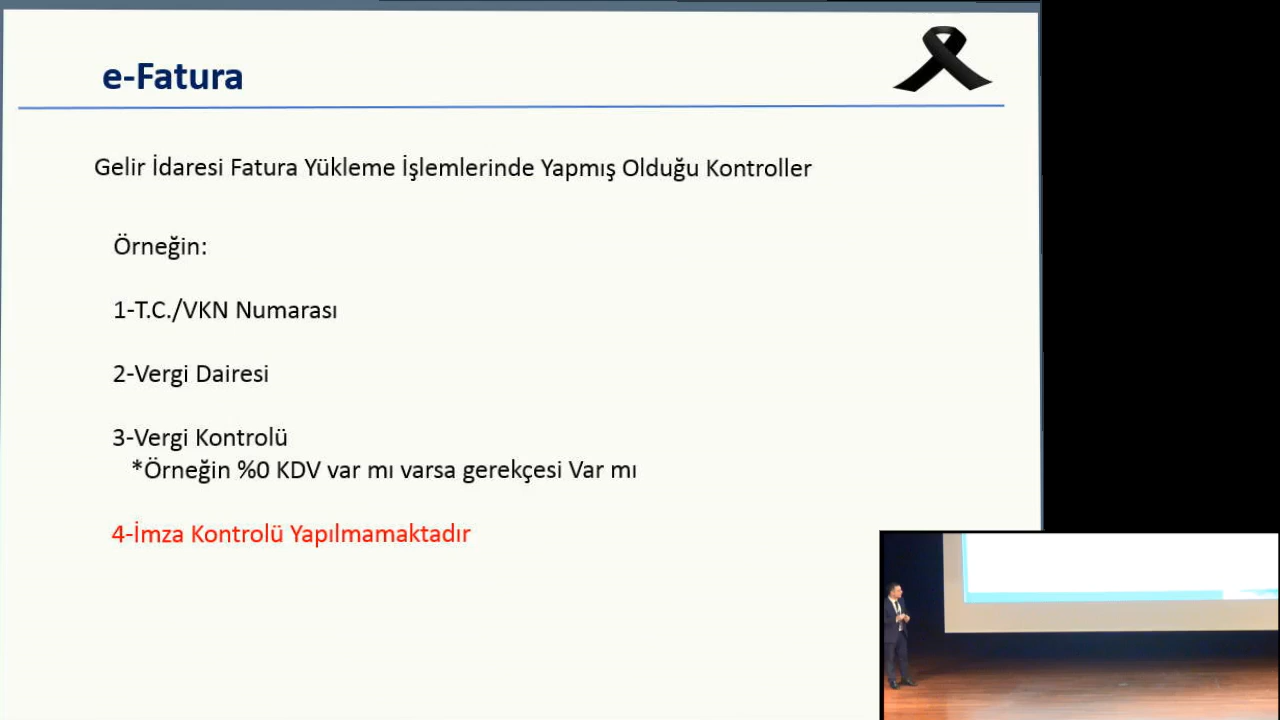 e-Fatura
Gelir İdaresi Fatura Yükleme İşlemlerinde Yapmış Olduğu Kontroller
Örneğin:
1-T.C./VKN Numarası
2-Vergi Dairesi
3-Vergi Kontrolü
*Örneğin %0 KDV var mı varsa gerekçesi Var mı
4-İmza Kontrolü Yapılmamaktadır